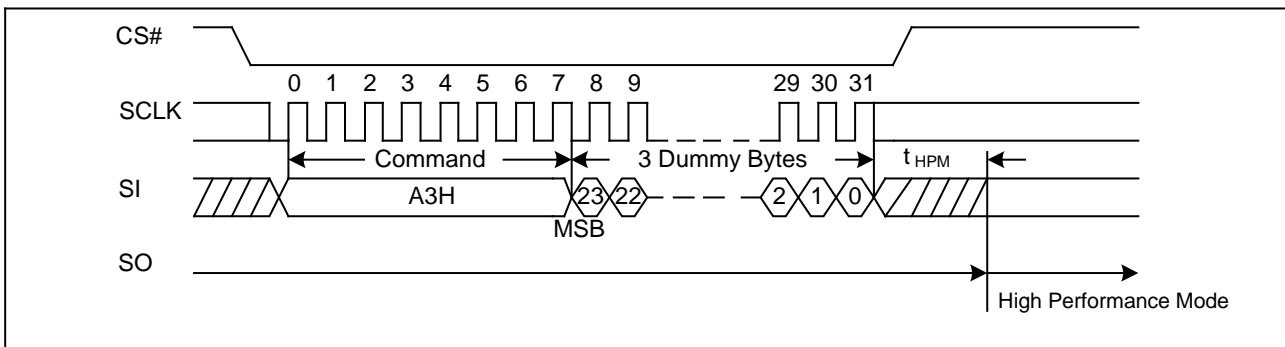 CS#
0 1 2 3 4 5 6 7 8 9 29 30 31
SCLK
Command 3 Dummy Bytes t HPM
SI A3H 23 22 2 1 0
MSB
SO
High Performance Mode